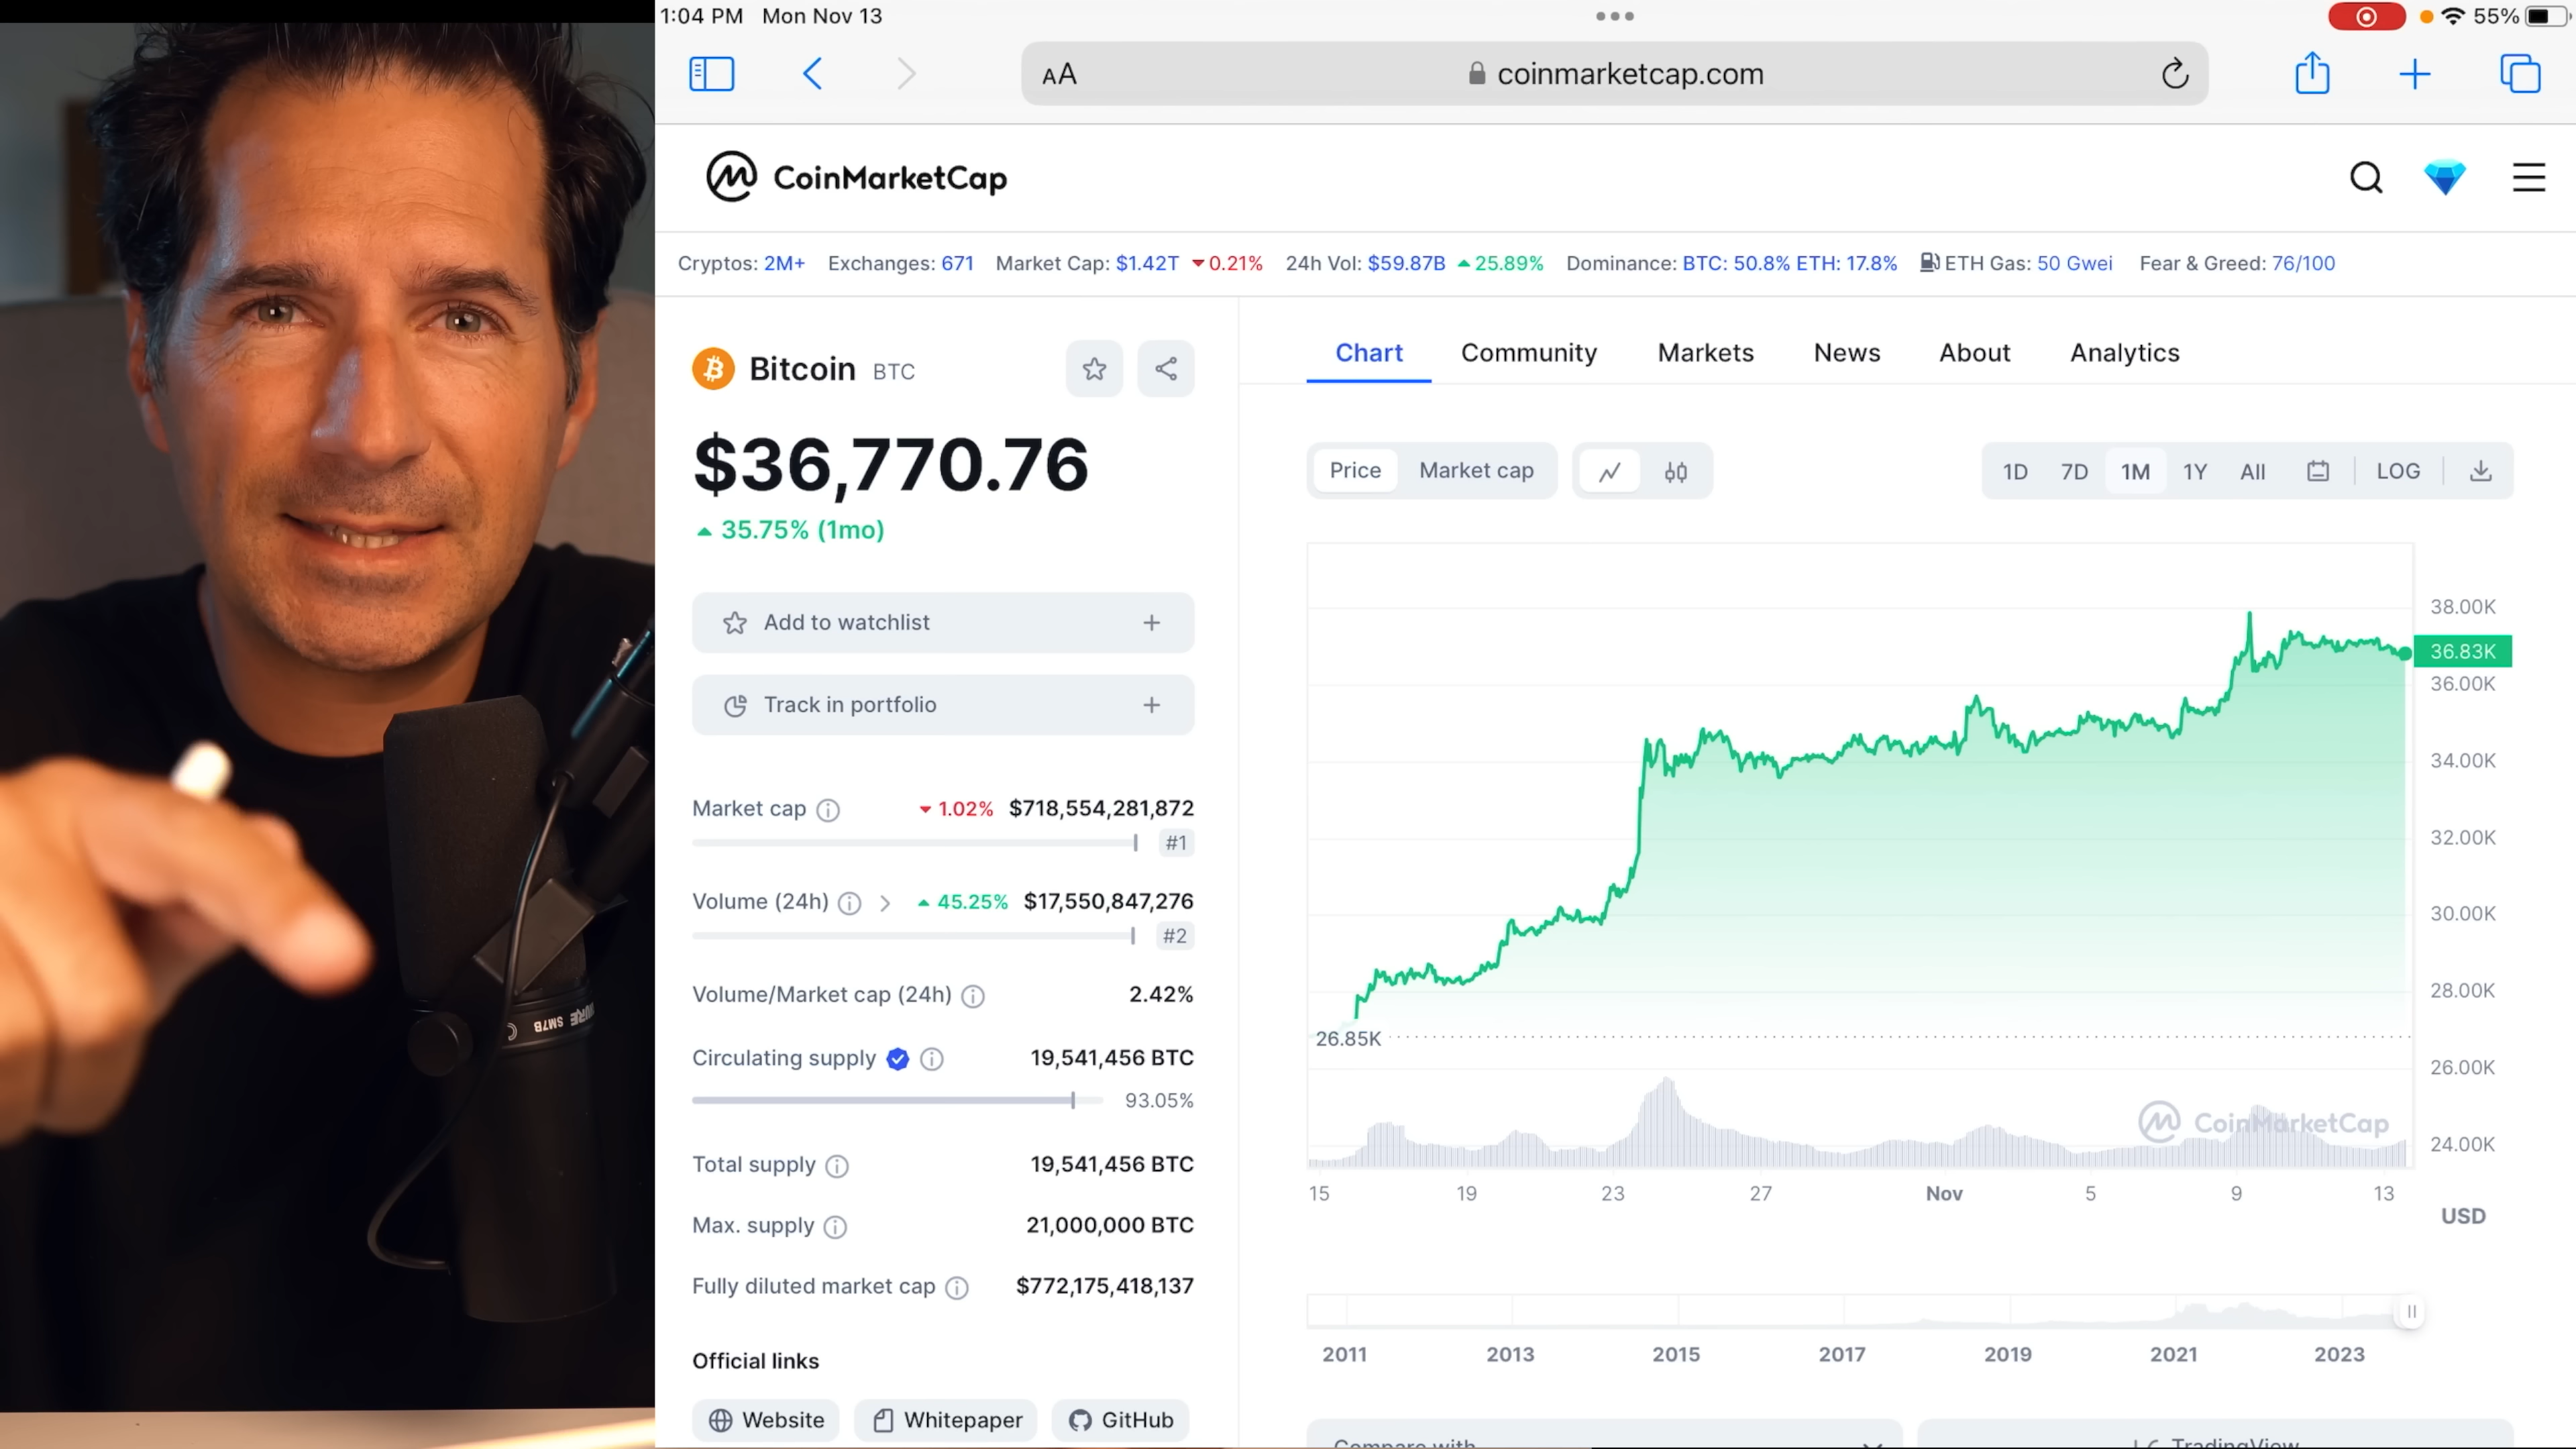 1:04 PM Mon Nov 13
55%
AA coinmarketcap.com
CoinMarketCap
Cryptos: 2M+ Exchanges: 671 Market Cap: $1.42T 0.21% 24h Vol: $59.87B 25.89% Dominance: BTC: 50.8% ETH: 17.8% ETH Gas: 50 Gwei Fear & Greed: 76/100
Bitcoin BTC
$36,770.76
35.75% (1mo)
Add to watchlist +
Track in portfolio +
Market cap 1.02% $718,554,281,872
#1
Volume (24h) 45.25% $17,550,847,276
#2
Volume/Market cap (24h) 2.42%
Circulating supply 19,541,456 BTC
93.05%
Total supply 19,541,456 BTC
Max. supply 21,000,000 BTC
Fully diluted market cap $772,175,418,137
Official links
Website Whitepaper GitHub
Chart Community Markets News About Analytics
Price Market cap
1D 7D 1M 1Y All LOG
38.00K
36.83K
36.00K
34.00K
32.00K
30.00K
28.00K
26.85K
26.00K
CoinMarketCap
24.00K
15 19 23 27 Nov 5 9 13
USD
2011 2013 2015 2017 2019 2021 2023
Compare with
TradingView
SHURE SM7B